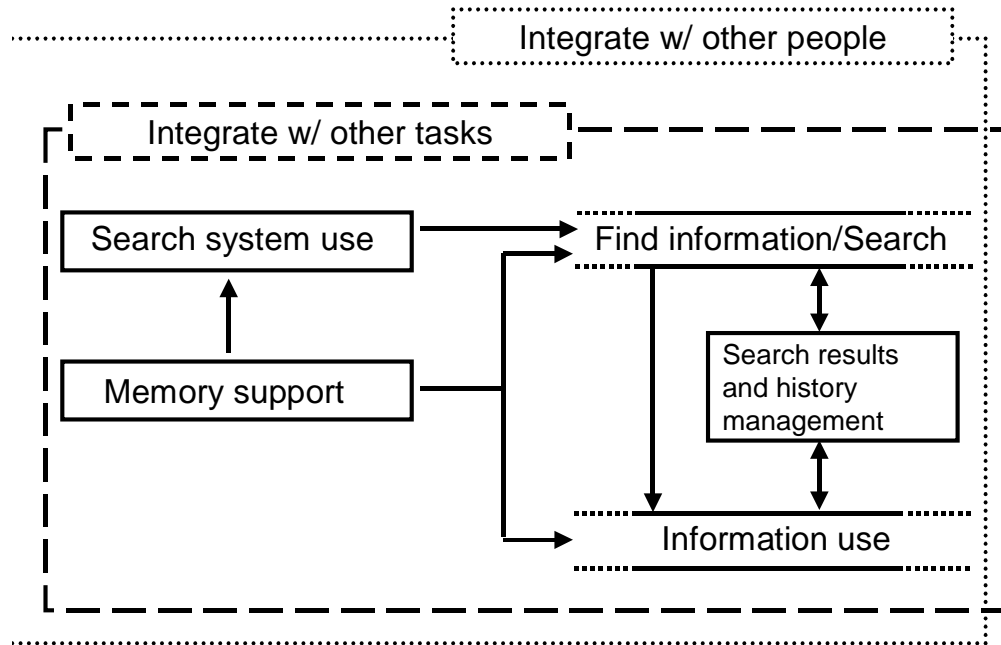 Integrate w/ other people
Integrate w/ other tasks
Search system use
Find information/Search
Memory support
Search results
and history
management
Information use